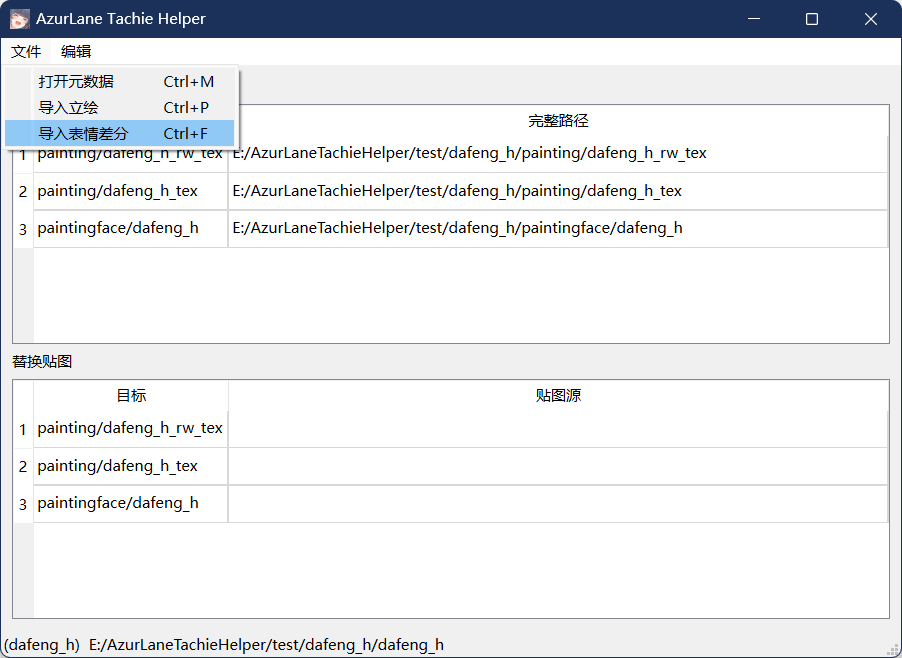 AzurLane Tachie Helper
文件 编辑
打开元数据 Ctrl+M
导入立绘 Ctrl+P
导入表情差分 Ctrl+F
完整路径
1 painting/dafeng_h_rw_tex E:/AzurLaneTachieHelper/test/dafeng_h/painting/dafeng_h_rw_tex
2 painting/dafeng_h_tex E:/AzurLaneTachieHelper/test/dafeng_h/painting/dafeng_h_tex
3 paintingface/dafeng_h E:/AzurLaneTachieHelper/test/dafeng_h/paintingface/dafeng_h
替换贴图
目标 贴图源
1 painting/dafeng_h_rw_tex
2 painting/dafeng_h_tex
3 paintingface/dafeng_h
(dafeng_h) E:/AzurLaneTachieHelper/test/dafeng_h/dafeng_h